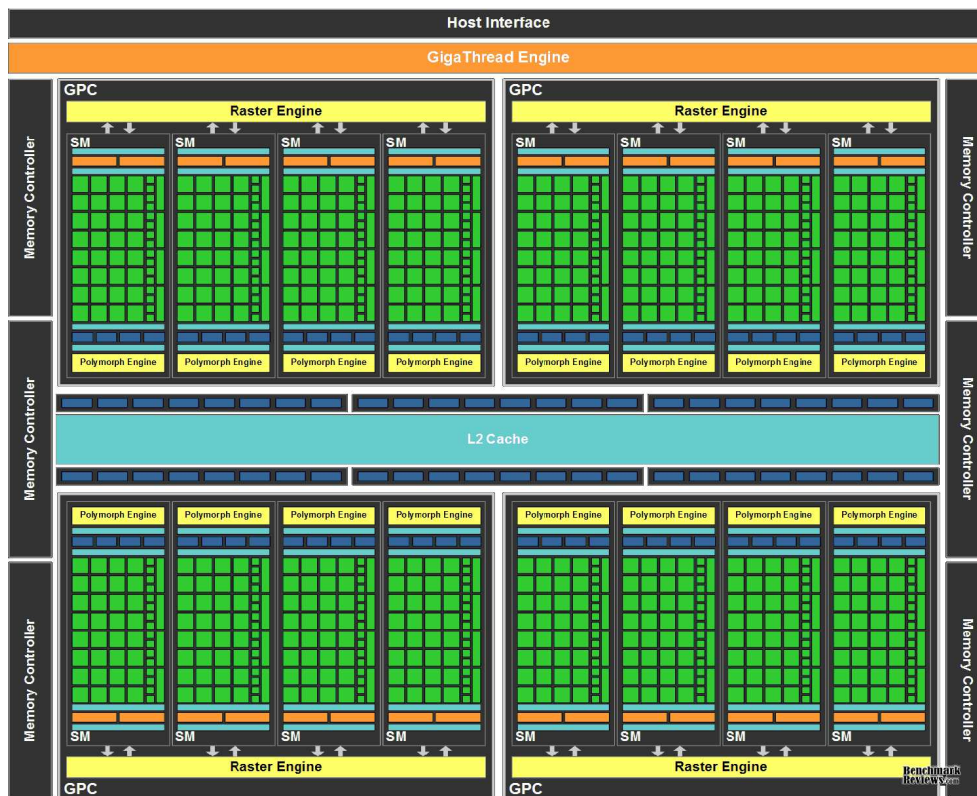 Host Interface
GigaThread Engine
Memory Controller
GPC
Raster Engine
SM SM SM SM
Polymorph Engine Polymorph Engine Polymorph Engine Polymorph Engine
GPC
Raster Engine
SM SM SM SM
Polymorph Engine Polymorph Engine Polymorph Engine Polymorph Engine
Memory Controller
Memory Controller
L2 Cache
Memory Controller
Memory Controller
Polymorph Engine Polymorph Engine Polymorph Engine Polymorph Engine
SM SM SM SM
Raster Engine
GPC
Polymorph Engine Polymorph Engine Polymorph Engine Polymorph Engine
SM SM SM SM
Raster Engine
GPC
Memory Controller
Benchmark
Reviews.com